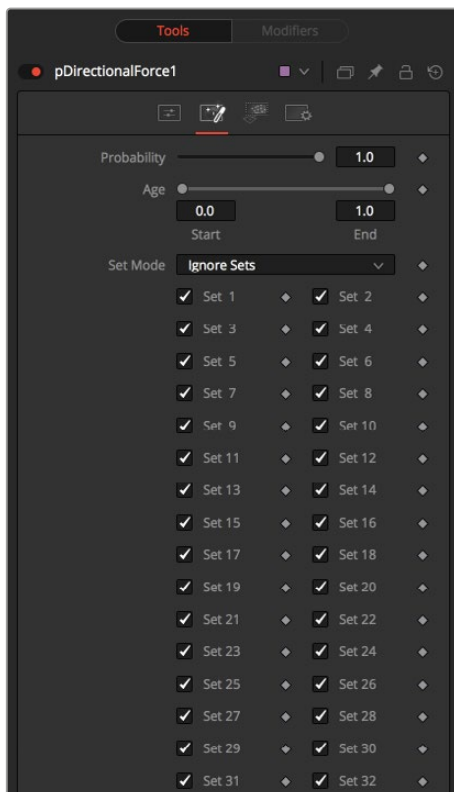 Tools Modifiers
pDirectionalForce1
Probability 1.0
Age
0.0 1.0
Start End
Set Mode Ignore Sets
Set 1 Set 2
Set 3 Set 4
Set 5 Set 6
Set 7 Set 8
Set 9 Set 10
Set 11 Set 12
Set 13 Set 14
Set 15 Set 16
Set 17 Set 18
Set 19 Set 20
Set 21 Set 22
Set 23 Set 24
Set 25 Set 26
Set 27 Set 28
Set 29 Set 30
Set 31 Set 32